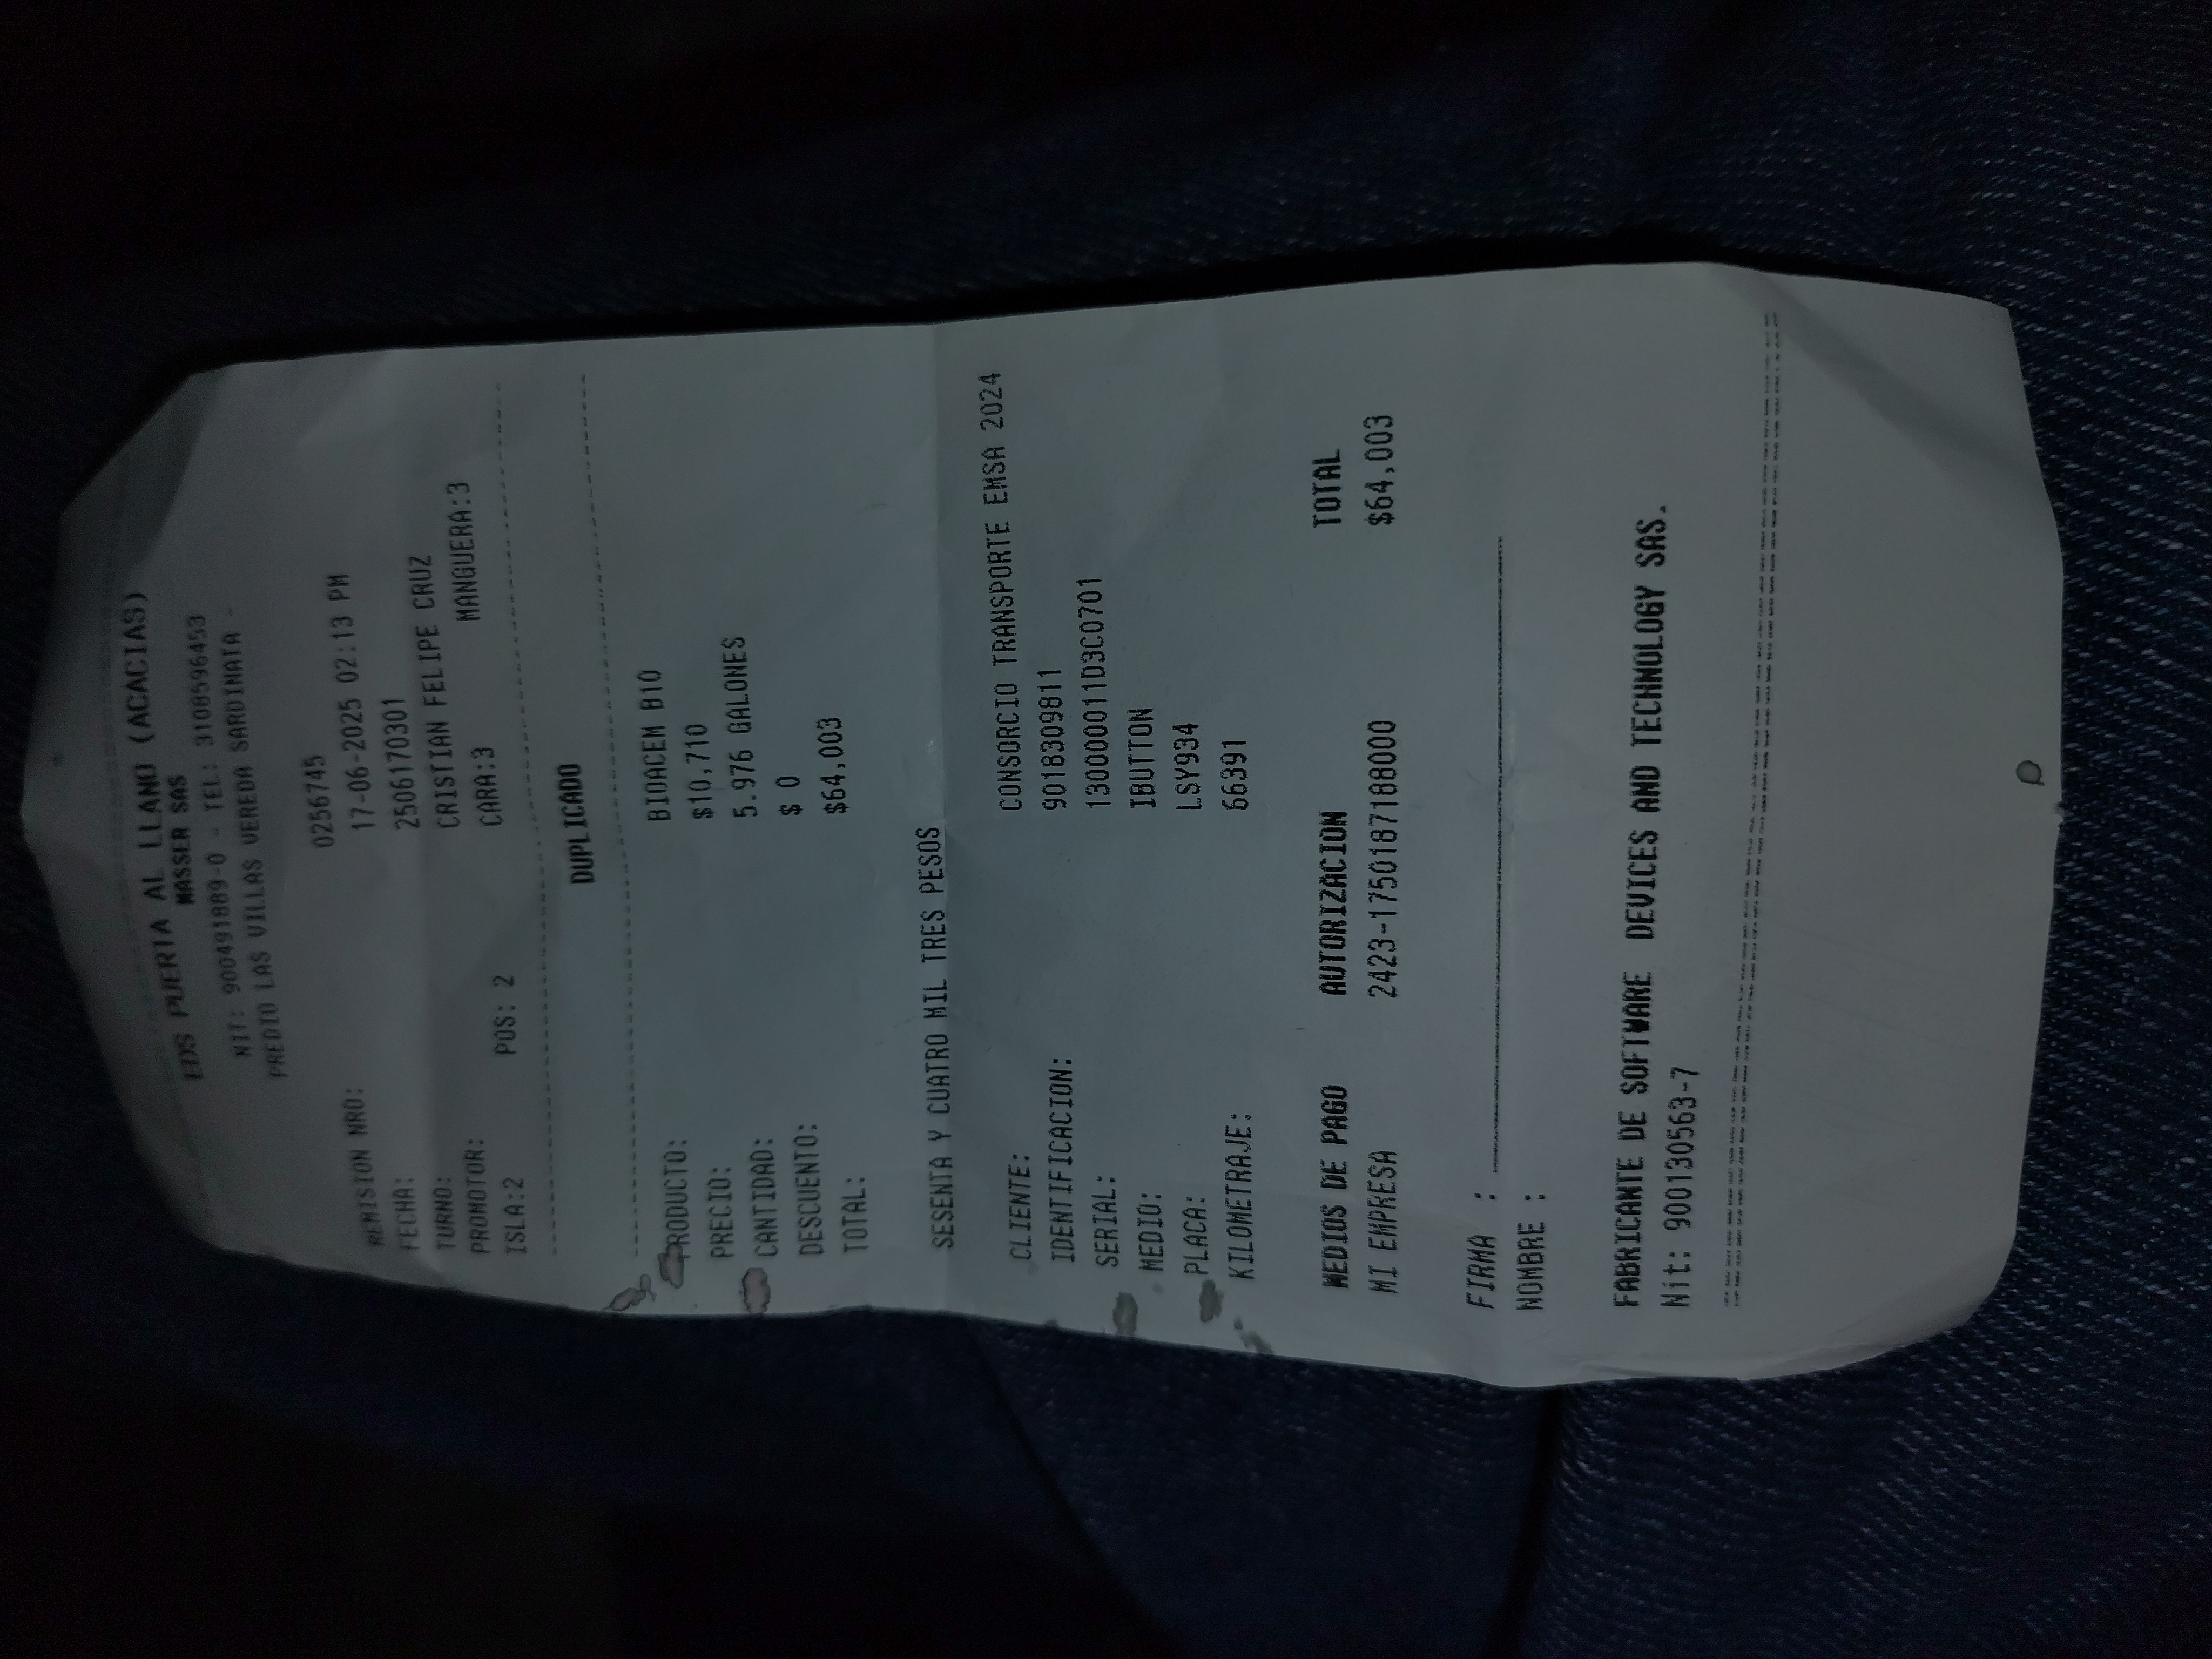 EDS PUERTA AL LLANO (ACACIAS)
MASSER SAS
NIT: 900491889-0 - TEL: 3108596453
PREDIO LAS VILLAS VEREDA SARDINATA -
REMISION NRO: 0256745
FECHA: 17-06-2025 02:13 PM
TURNO: 2506170301
PROMOTOR: CRISTIAN FELIPE CRUZ
ISLA:2 POS: 2 CARA:3 MANGUERA:3
DUPLICADO
PRODUCTO: BIOACEM B10
PRECIO: $10,710
CANTIDAD: 5.976 GALONES
DESCUENTO: $ 0
TOTAL: $64,003
SESENTA Y CUATRO MIL TRES PESOS
CLIENTE: CONSORCIO TRANSPORTE EMSA 2024
IDENTIFICACION: 9018309811
SERIAL: 130000011D3C0701
MEDIO: IBUTTON
PLACA: LSY934
KILOMETRAJE: 66391
MEDIOS DE PAGO AUTORIZACION TOTAL
MI EMPRESA 2423-1750187188000 $64,003
FIRMA :
NOMBRE :
FABRICANTE DE SOFTWARE DEVICES AND TECHNOLOGY SAS.
Nit: 900130563-7